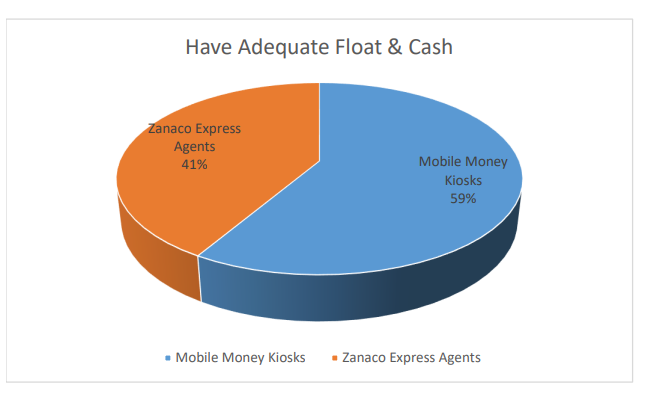 Have Adequate Float & Cash
Zanaco Express
Agents
41%
Mobile Money
Kiosks
59%
Mobile Money Kiosks
Zanaco Express Agents